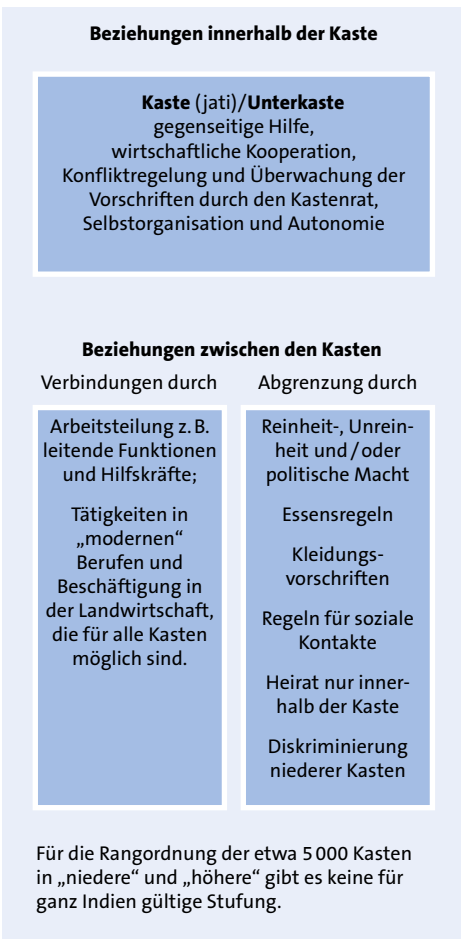 Beziehungen innerhalb der Kaste
Kaste (jati)/Unterkaste
gegenseitige Hilfe,
wirtschaftliche Kooperation,
Konfliktregelung und Überwachung der
Vorschriften durch den Kastenrat,
Selbstorganisation und Autonomie
Beziehungen zwischen den Kasten
Verbindungen durch
Arbeitsteilung z. B.
leitende Funktionen
und Hilfskräfte;
Tätigkeiten in
„modernen“
Berufen und
Beschäftigung in
der Landwirtschaft,
die für alle Kasten
möglich sind.
Abgrenzung durch
Reinheit-, Unrein-
heit und / oder
politische Macht
Essensregeln
Kleidungs-
vorschriften
Regeln für soziale
Kontakte
Heirat nur inner-
halb der Kaste
Diskriminierung
niederer Kasten
Für die Rangordnung der etwa 5 000 Kasten
in „niedere“ und „höhere“ gibt es keine für
ganz Indien gültige Stufung.